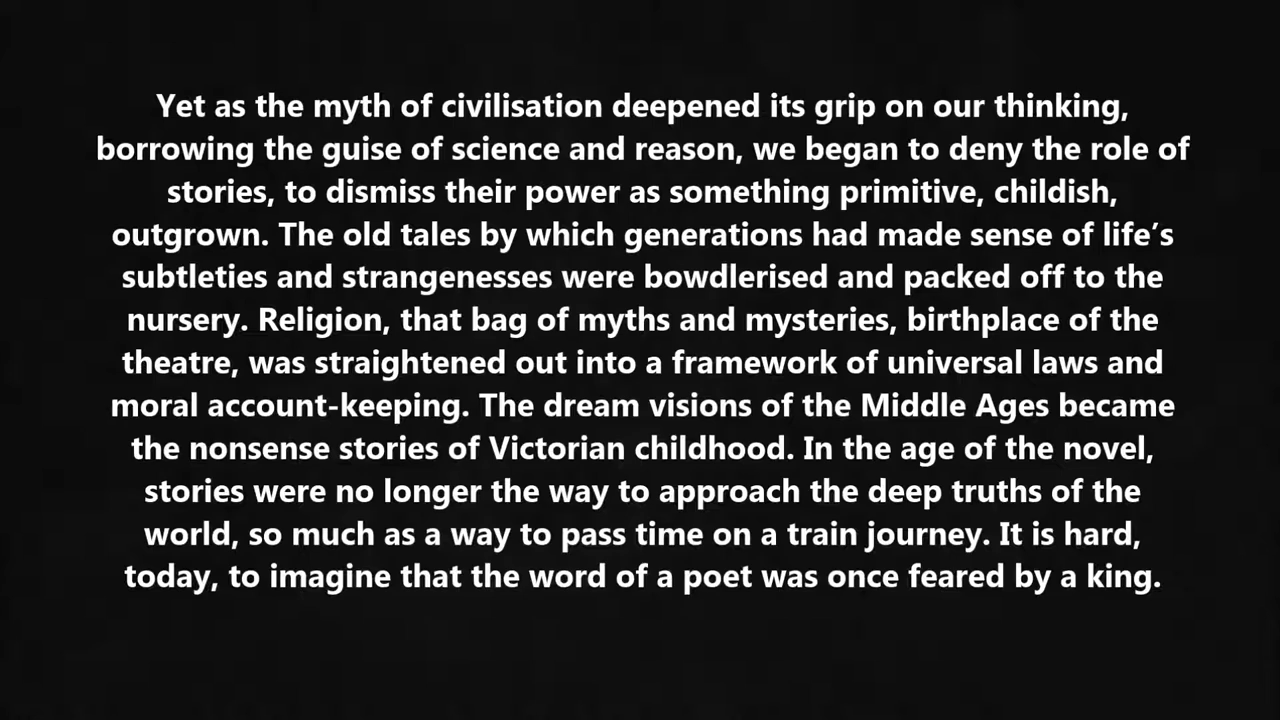 Yet as the myth of civilisation deepened its grip on our thinking,
borrowing the guise of science and reason, we began to deny the role of
stories, to dismiss their power as something primitive, childish,
outgrown. The old tales by which generations had made sense of life’s
subtleties and strangenesses were bowdlerised and packed off to the
nursery. Religion, that bag of myths and mysteries, birthplace of the
theatre, was straightened out into a framework of universal laws and
moral account-keeping. The dream visions of the Middle Ages became
the nonsense stories of Victorian childhood. In the age of the novel,
stories were no longer the way to approach the deep truths of the
world, so much as a way to pass time on a train journey. It is hard,
today, to imagine that the word of a poet was once feared by a king.